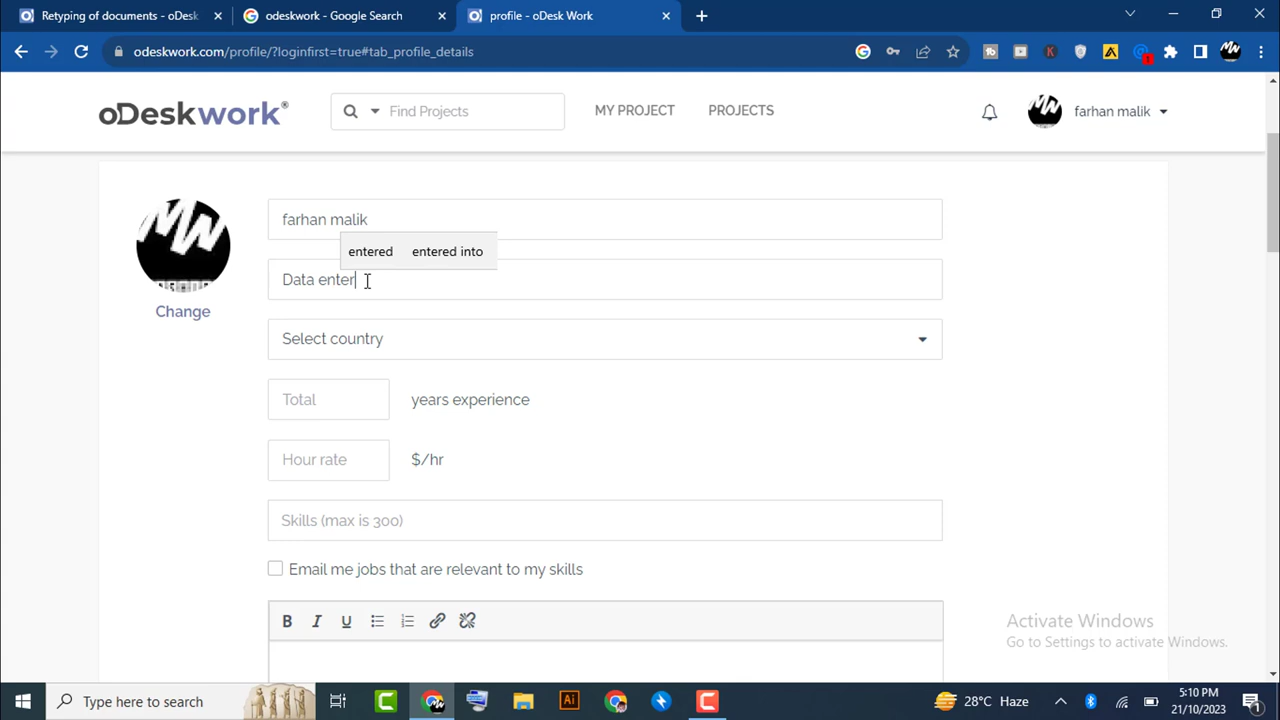 Retyping of documents - oDeskW
odeskwork - Google Search
profile - oDesk Work
odeskwork.com/profile/?loginfirst=true#tab_profile_details
oDeskwork®
Find Projects
MY PROJECT
PROJECTS
farhan malik
farhan malik
entered entered into
Data enter
Change
Select country
Total
years experience
Hour rate
$/hr
Skills (max is 300)
Email me jobs that are relevant to my skills
B I U
Activate Windows
Go to Settings to activate Windows.
Type here to search
28°C Haze
5:10 PM
21/10/2023